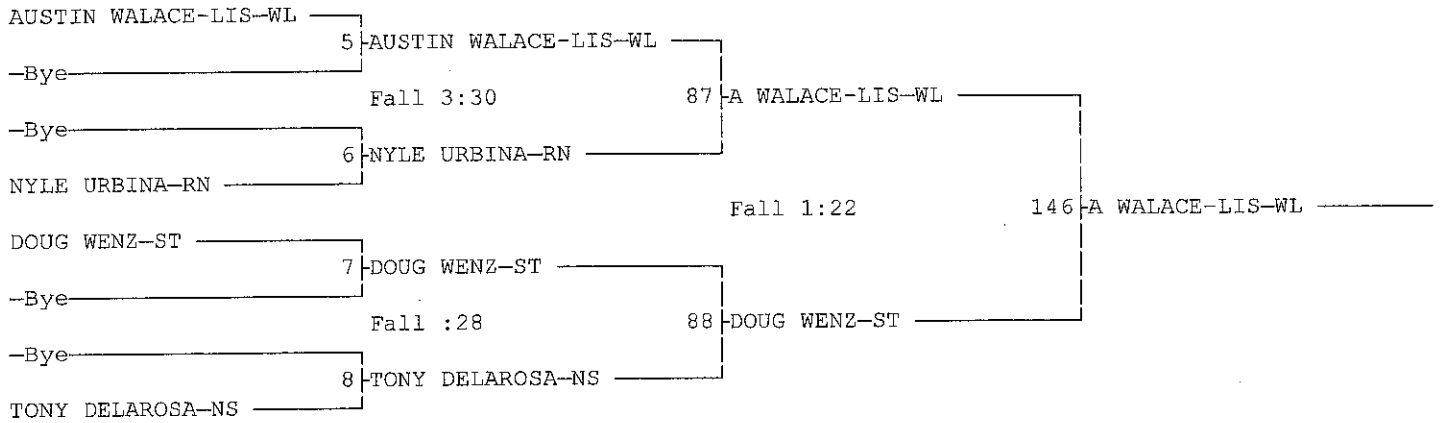 AUSTIN WALACE-LIS-WL
5 AUSTIN WALACE-LIS-WL
-Bye
Fall 3:30
87 A WALACE-LIS-WL
-Bye
6 NYLE URBINA-RN
NYLE URBINA-RN
Fall 1:22
146 A WALACE-LIS-WL
DOUG WENZ-ST
7 DOUG WENZ-ST
-Bye
Fall :28
88 DOUG WENZ-ST
-Bye
8 TONY DELAROSA-NS
TONY DELAROSA-NS